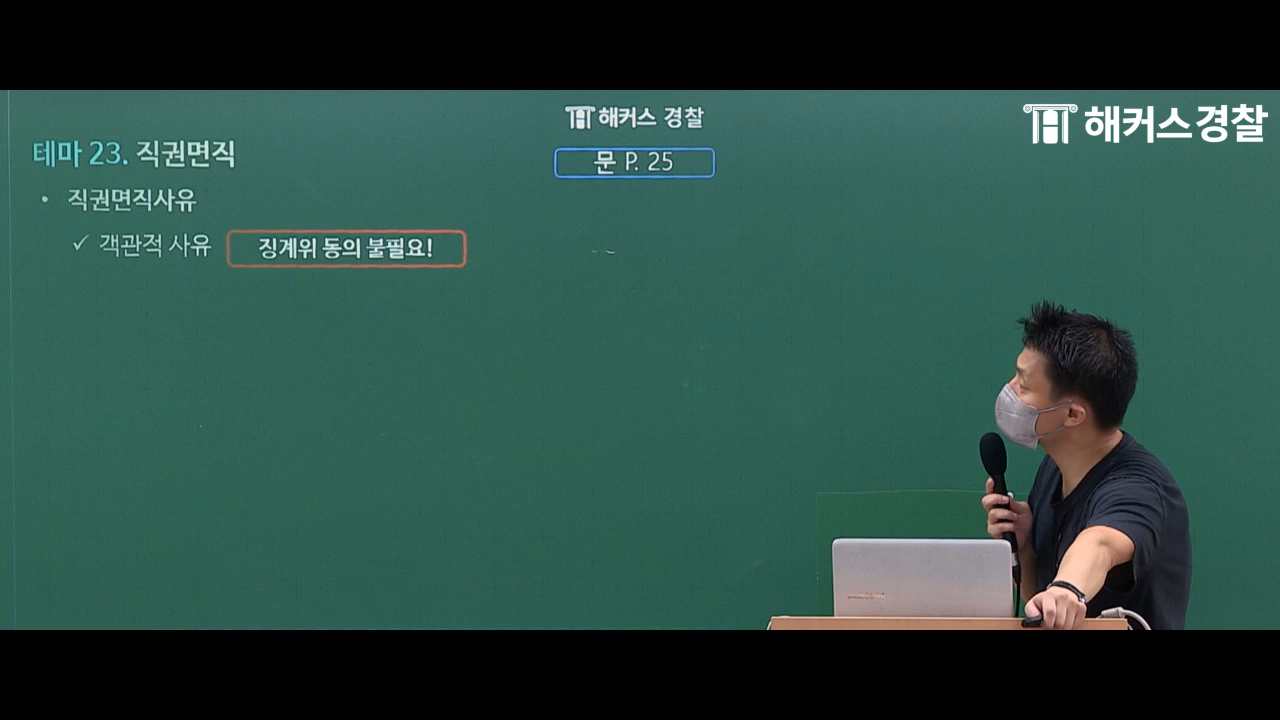 해커스 경찰
해커스경찰
테마 23. 직권면직
문 P. 25
• 직권면직사유
✓ 객관적 사유
징계위 동의 불필요!